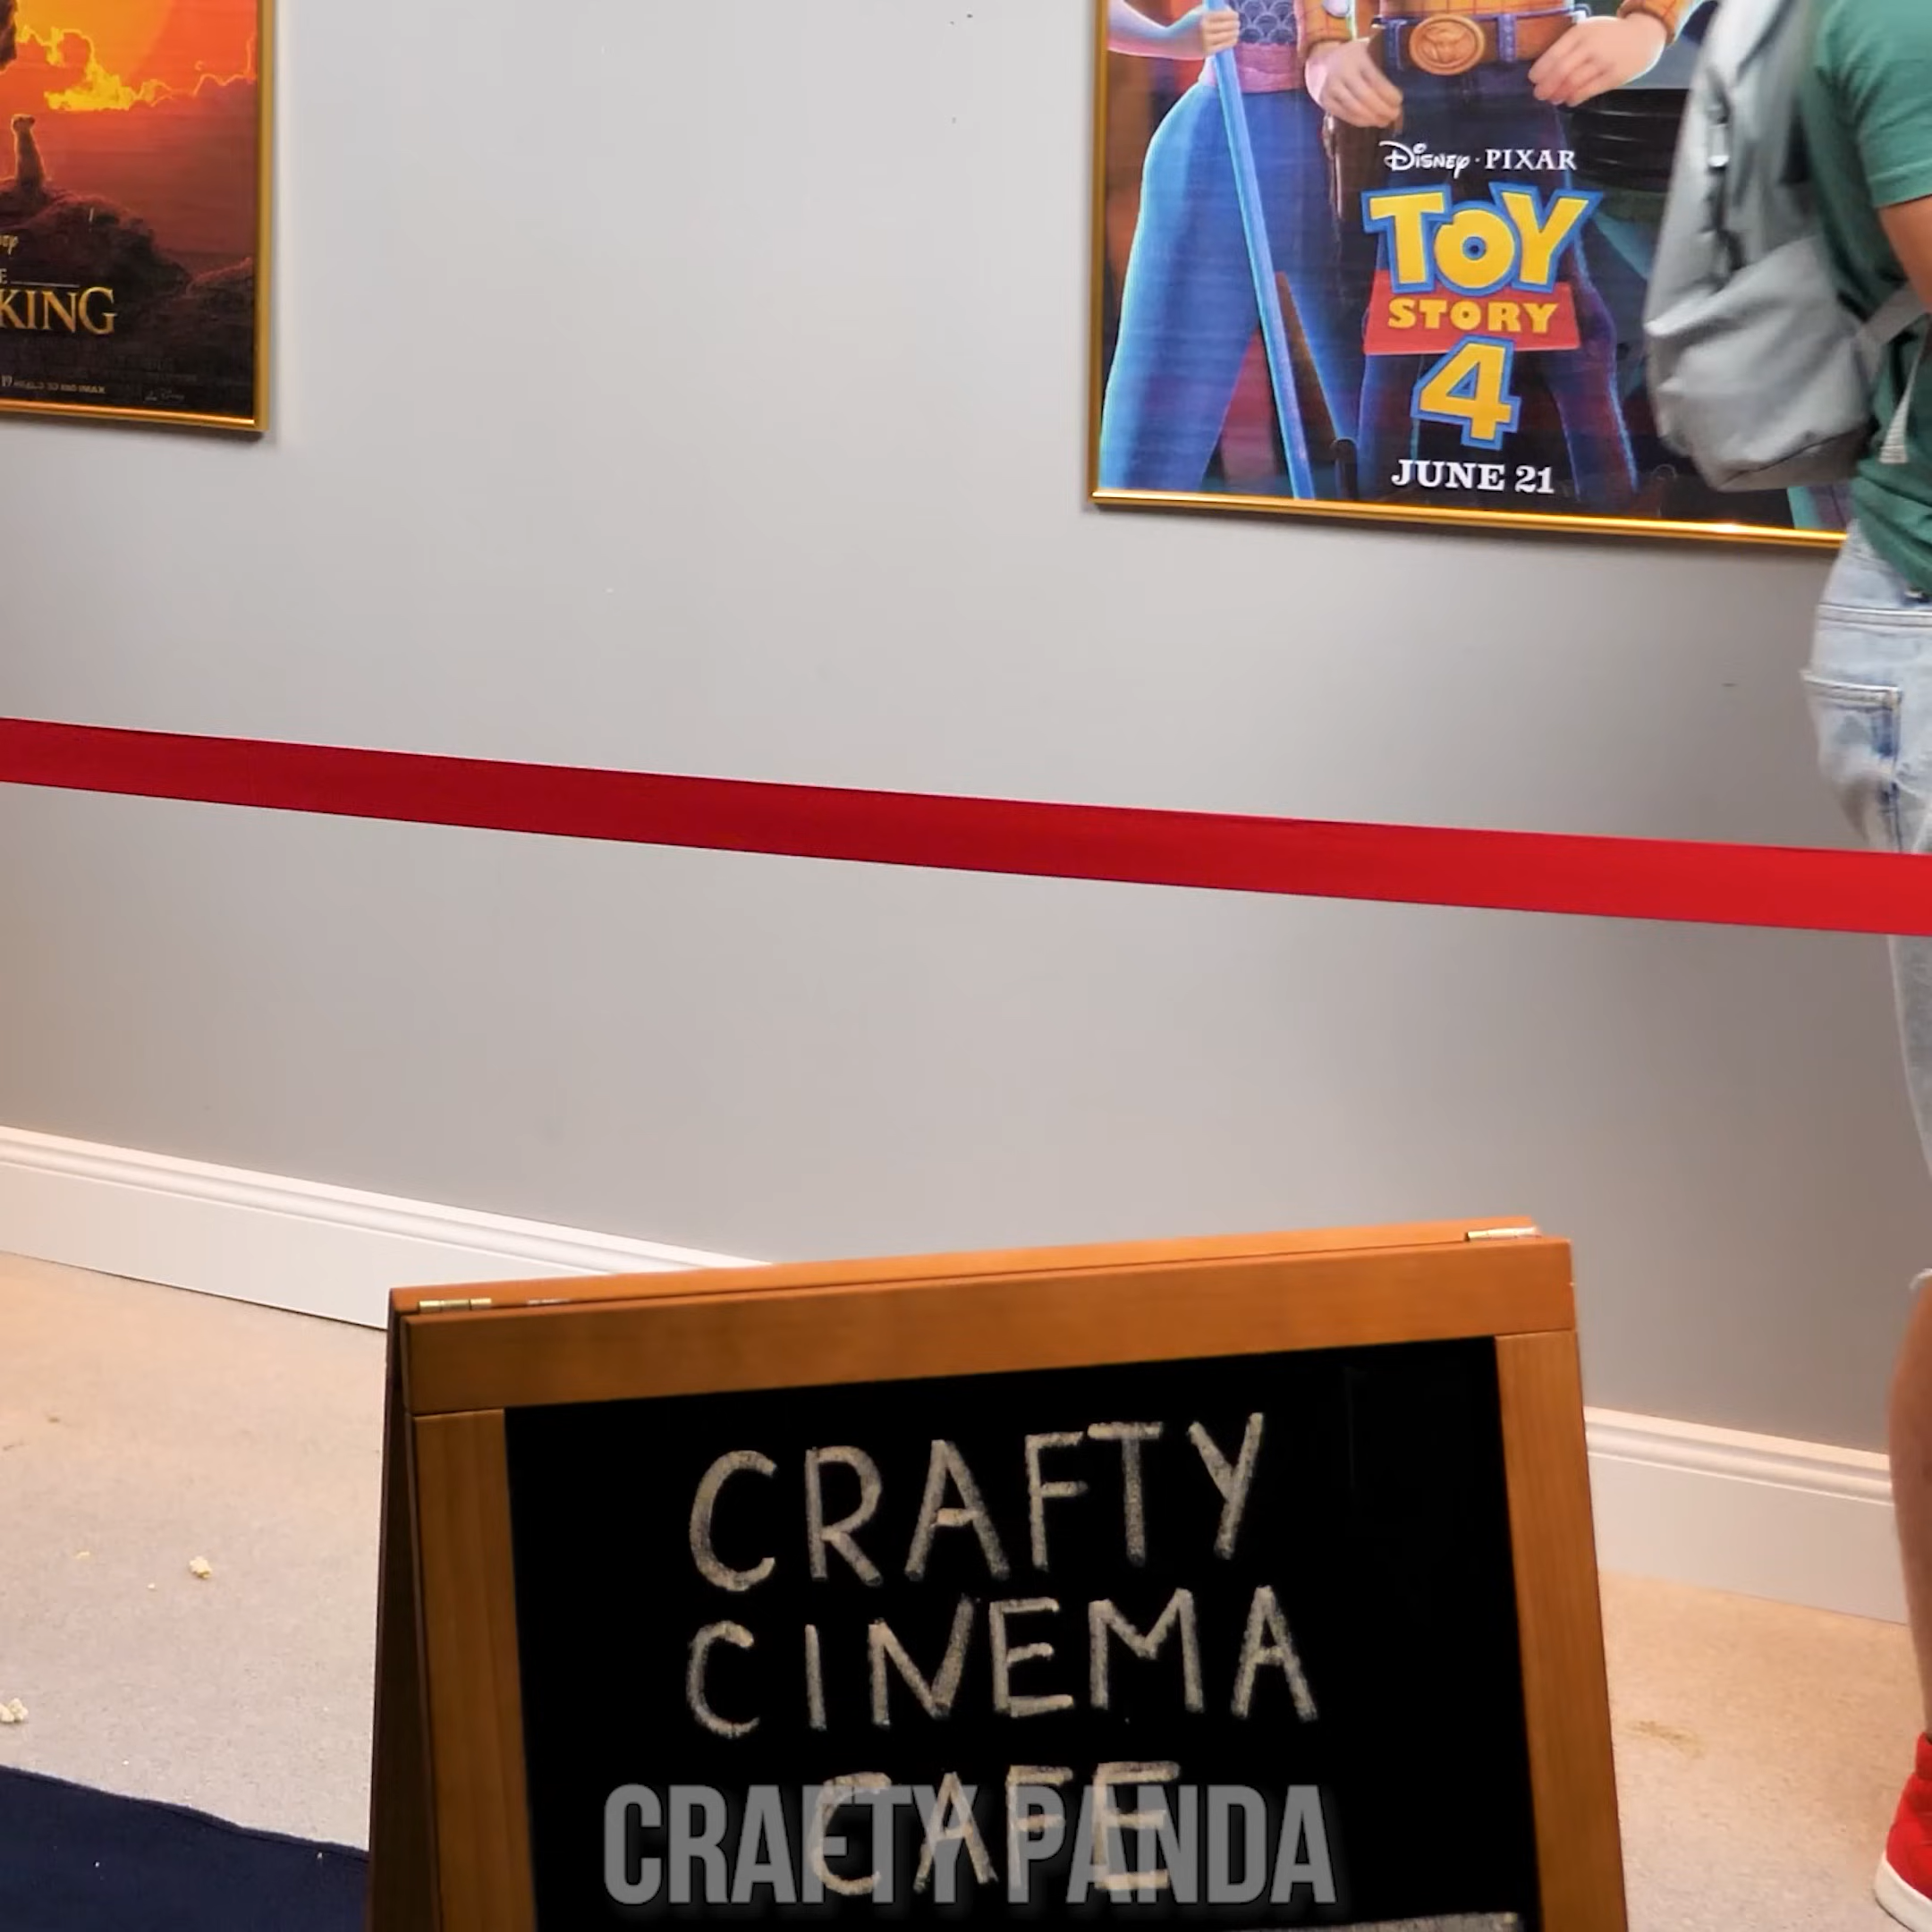 KING
Disney · PIXAR
TOY
STORY
4
JUNE 21
CRAFTY
CINEMA
CAFE
CRAFTY PANDA